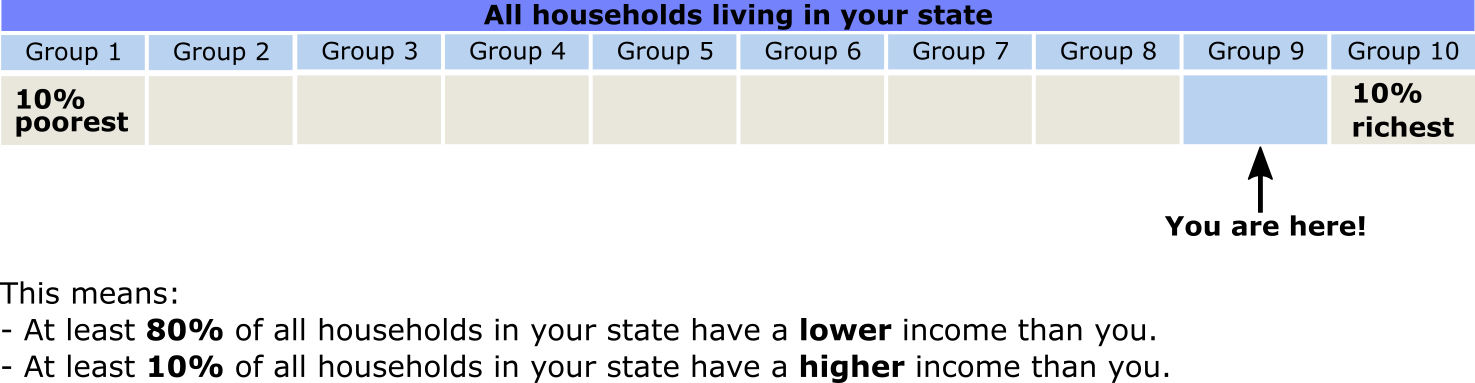 All households living in your state
Group 1 Group 2 Group 3 Group 4 Group 5 Group 6 Group 7 Group 8 Group 9 Group 10
10% poorest
10% richest
You are here!
This means:
- At least 80% of all households in your state have a lower income than you.
- At least 10% of all households in your state have a higher income than you.